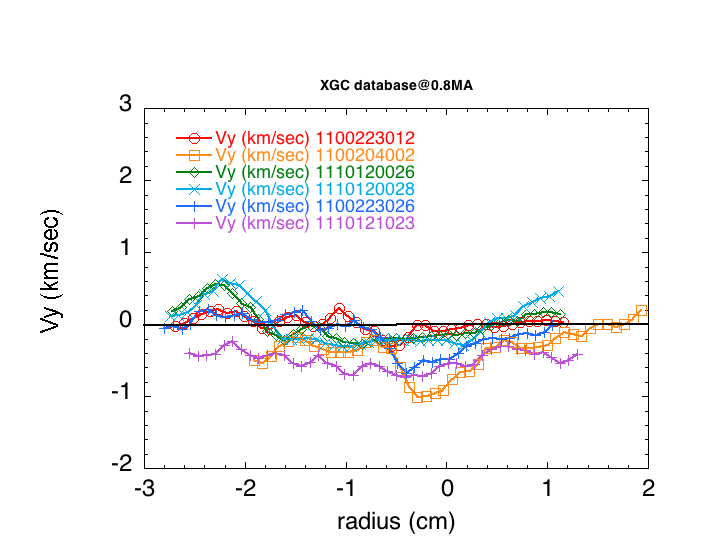 XGC database@0.8MA
3
2
1
0
-1
-2
Vy (km/sec)
Vy (km/sec) 1100223012
Vy (km/sec) 1100204002
Vy (km/sec) 1110120026
Vy (km/sec) 1110120028
Vy (km/sec) 1100223026
Vy (km/sec) 1110121023
-3 -2 -1 0 1 2
radius (cm)